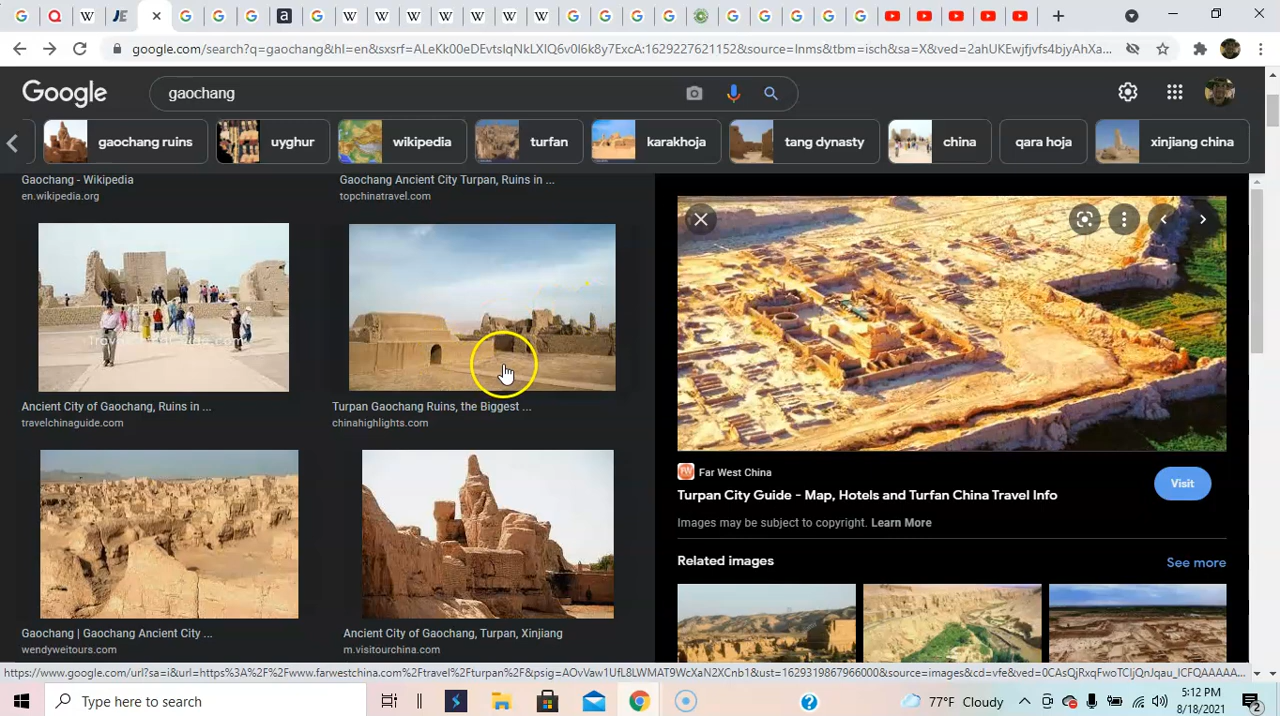 google.com/search?q=gaochang&hl=en&sxsrf=ALeKk00eDEvtsIqNkLXIQ6v0I6k8y7ExcA:1629227621152&source=lnms&tbm=isch&sa=X&ved=2ahUKEwjfjvfs4bjyAhXa...
Google
gaochang
gaochang ruins
uyghur
wikipedia
turfan
karakhoja
tang dynasty
china
qara hoja
xinjiang china
Gaochang - Wikipedia
en.wikipedia.org
Gaochang Ancient City Turpan, Ruins in ...
topchinatravel.com
Ancient City of Gaochang, Ruins in ...
travelchinaguide.com
Turpan Gaochang Ruins, the Biggest ...
chinahighlights.com
Gaochang | Gaochang Ancient City ...
wendyweitours.com
Ancient City of Gaochang, Turpan, Xinjiang
m.visitourchina.com
Far West China
Turpan City Guide - Map, Hotels and Turfan China Travel Info
Visit
Images may be subject to copyright. Learn More
Related images
See more
https://www.google.com/url?sa=i&url=https%3A%2F%2Fwww.farwestchina.com%2Ftravel%2Fturpan%2F&psig=AOvVaw1UfL8LWMAT9WcXaN2XCnb1&ust=1629319867966000&source=images&cd=vfe&ved=0CAsQjRxqFwoTCIjQnJqau_ICFQAAAAA...
Type here to search
77°F Cloudy
5:12 PM
8/18/2021
2